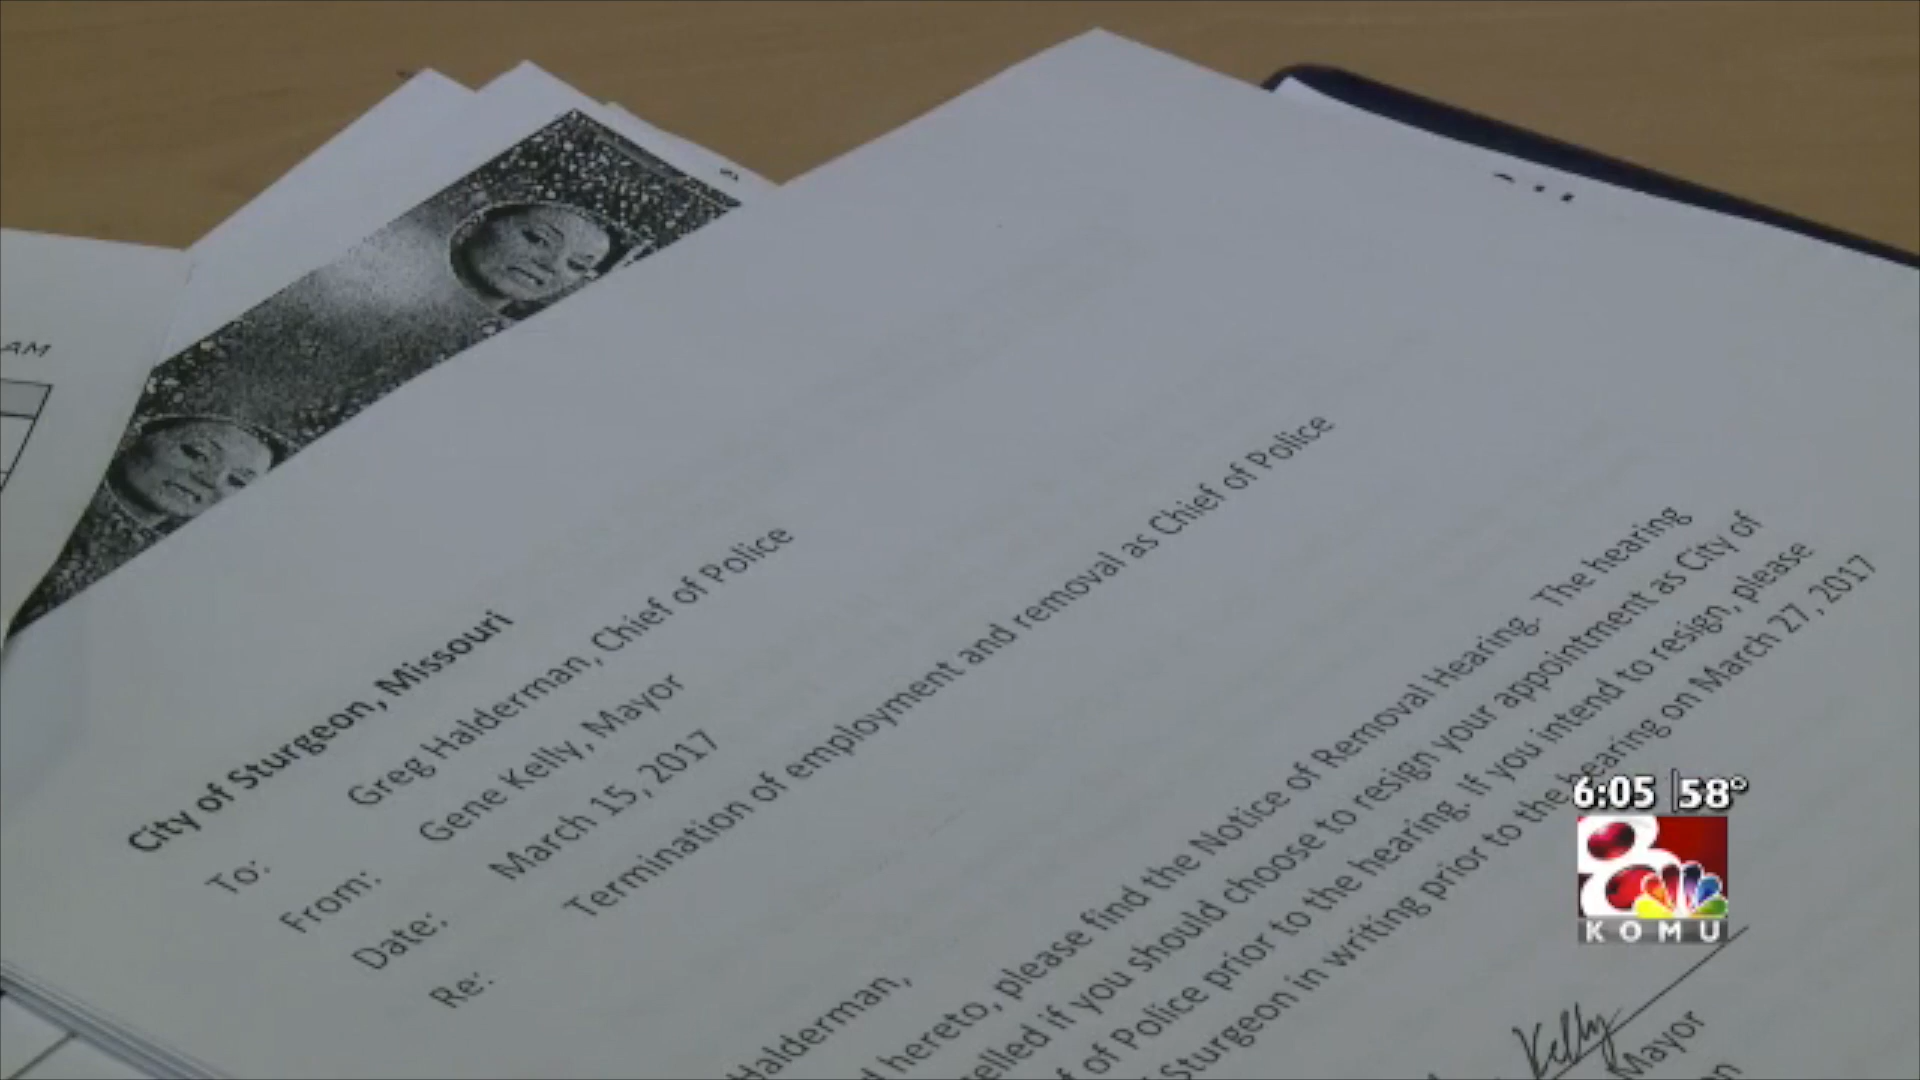 AM
City of Sturgeon, Missouri
To: Greg Halderman, Chief of Police
From: Gene Kelly, Mayor
Date: March 15, 2017
Re: Termination of employment and removal as Chief of Police
Halderman,
hereto, please find the Notice of Removal Hearing. The hearing
if you should choose to resign your appointment as City of
of Police prior to the hearing. If you intend to resign, please
Sturgeon in writing prior to the hearing on March 27, 2017
Kelly
Mayor
6:05 58°
8
KOMU